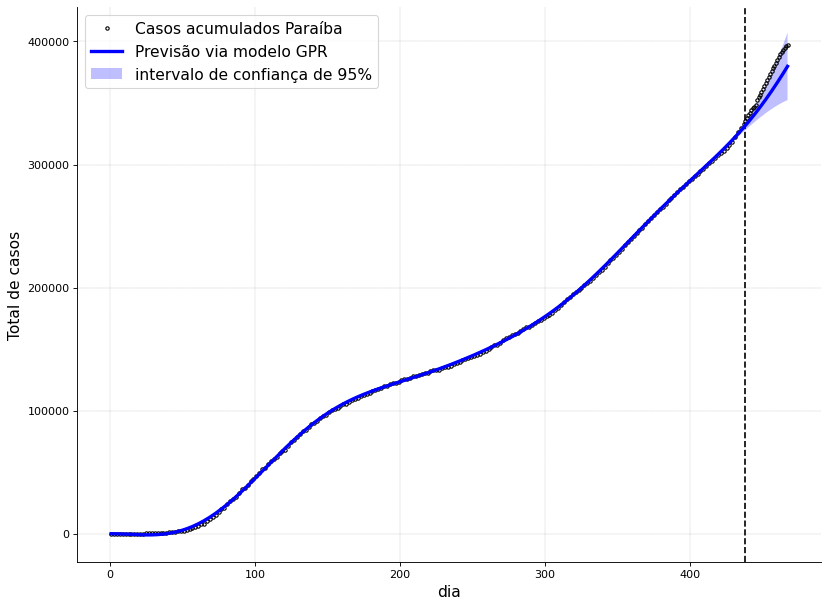 Casos acumulados Paraíba
Previsão via modelo GPR
intervalo de confiança de 95%
400000
300000
200000
100000
0
Total de casos
0 100 200 300 400
dia